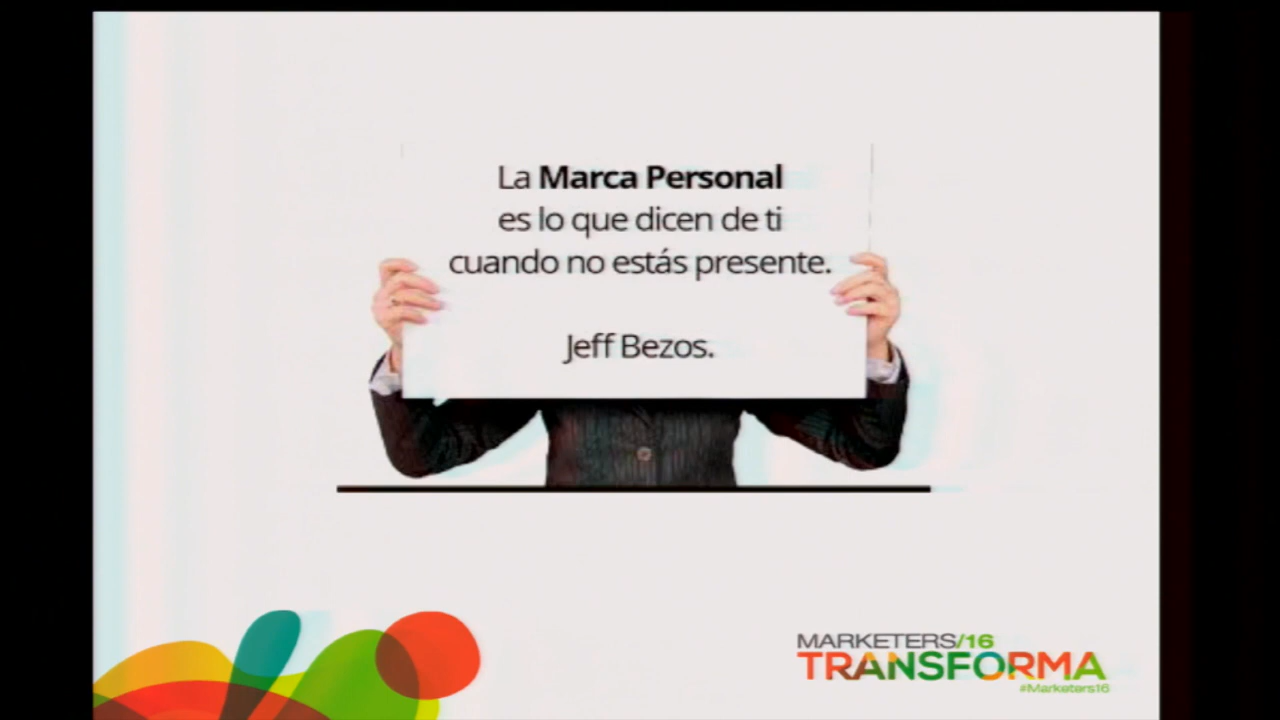 La Marca Personal
es lo que dicen de ti
cuando no estás presente.
Jeff Bezos.
MARKETERS/16
TRANSFORMA
#Marketers16